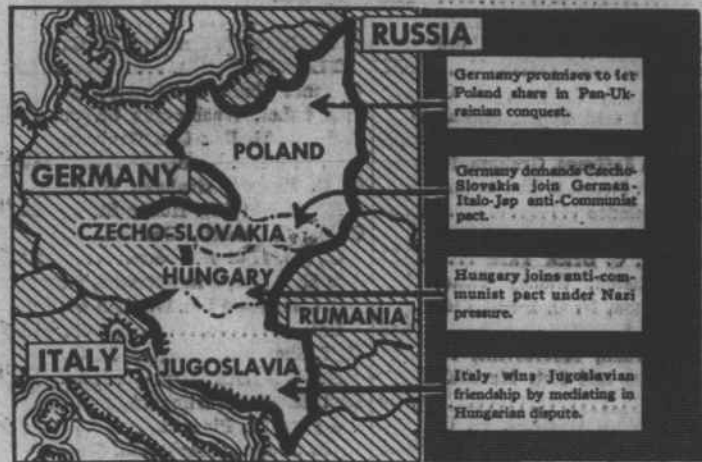 RUSSIA
POLAND
GERMANY
CZECHO-SLOVAKIA
HUNGARY
RUMANIA
ITALY
JUGOSLAVIA
Germany promises to let
Poland share in Pan-Uk-
rainian conquest.
Germany demands Czecho-
Slovakia join German-
Italo-Jap anti-Communist
pact.
Hungary joins anti-com-
munist pact under Nazi
pressure.
Italy wins Jugoslavian
friendship by mediating in
Hungarian dispute.